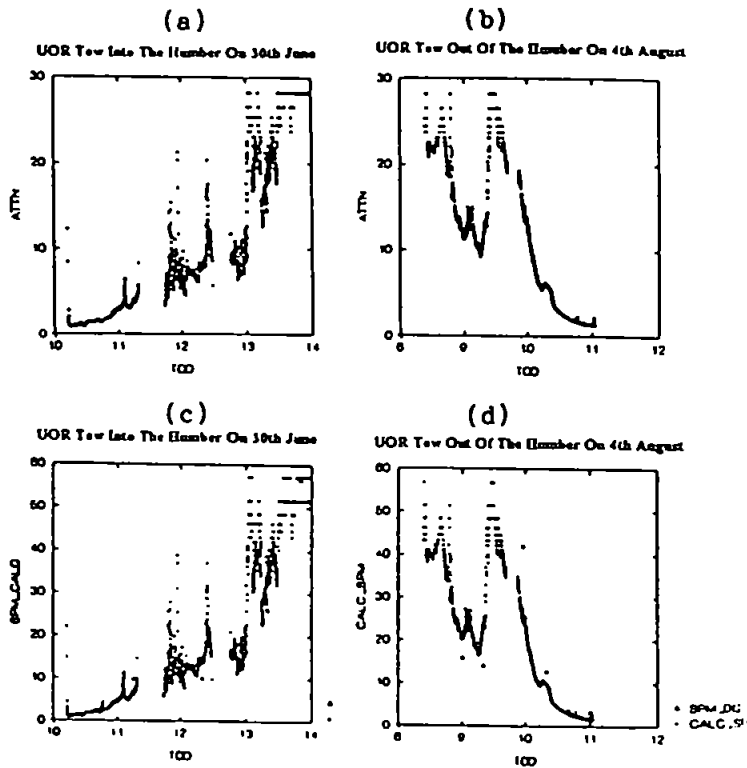 (a)
UOR Tow Into The Humber On 30th June
30
20
10
0
ATTN
10 11 12 13 14
TOD
(b)
UOR Tow Out Of The Humber On 4th August
30
20
10
0
ATTN
8 9 10 11 12
TOD
(c)
UOR Tow Into The Humber On 30th June
60
50
40
30
20
10
0
SPM_CALC
10 11 12 13 14
TOD
(d)
UOR Tow Out Of The Humber On 4th August
60
50
40
30
20
10
0
CALC_SPM
8 9 10 11 12
TOD
SPM_DC